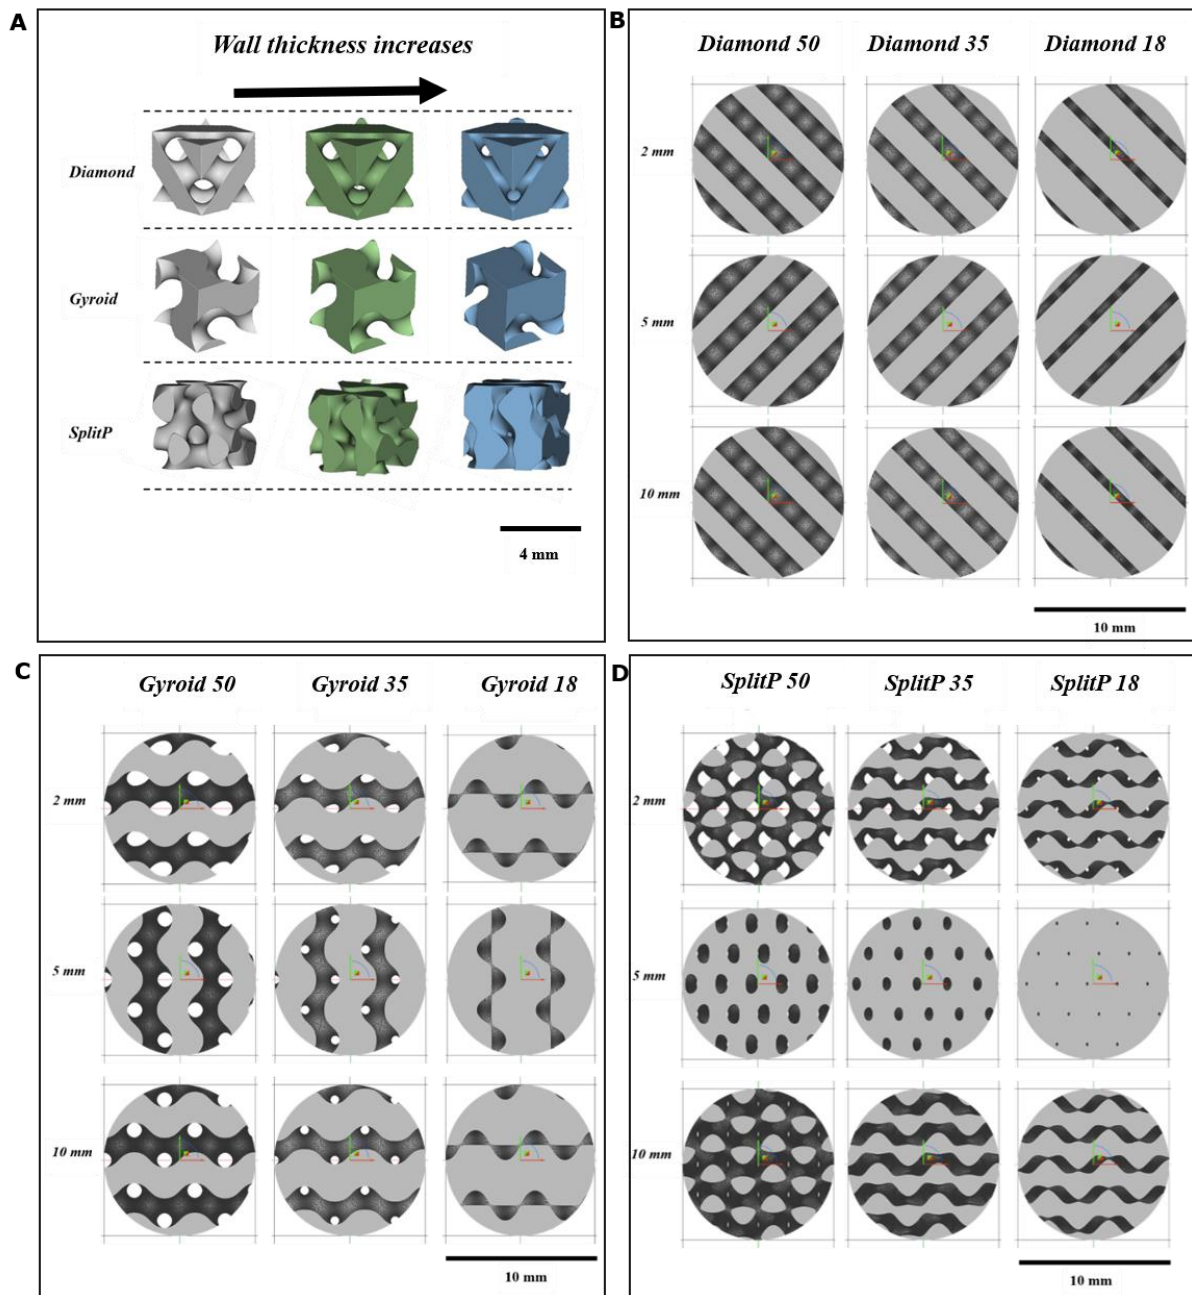 A
Wall thickness increases
Diamond
Gyroid
SplitP
4 mm
B
Diamond 50 Diamond 35 Diamond 18
2 mm
5 mm
10 mm
10 mm
C
Gyroid 50 Gyroid 35 Gyroid 18
2 mm
5 mm
10 mm
10 mm
D
SplitP 50 SplitP 35 SplitP 18
2 mm
5 mm
10 mm
10 mm